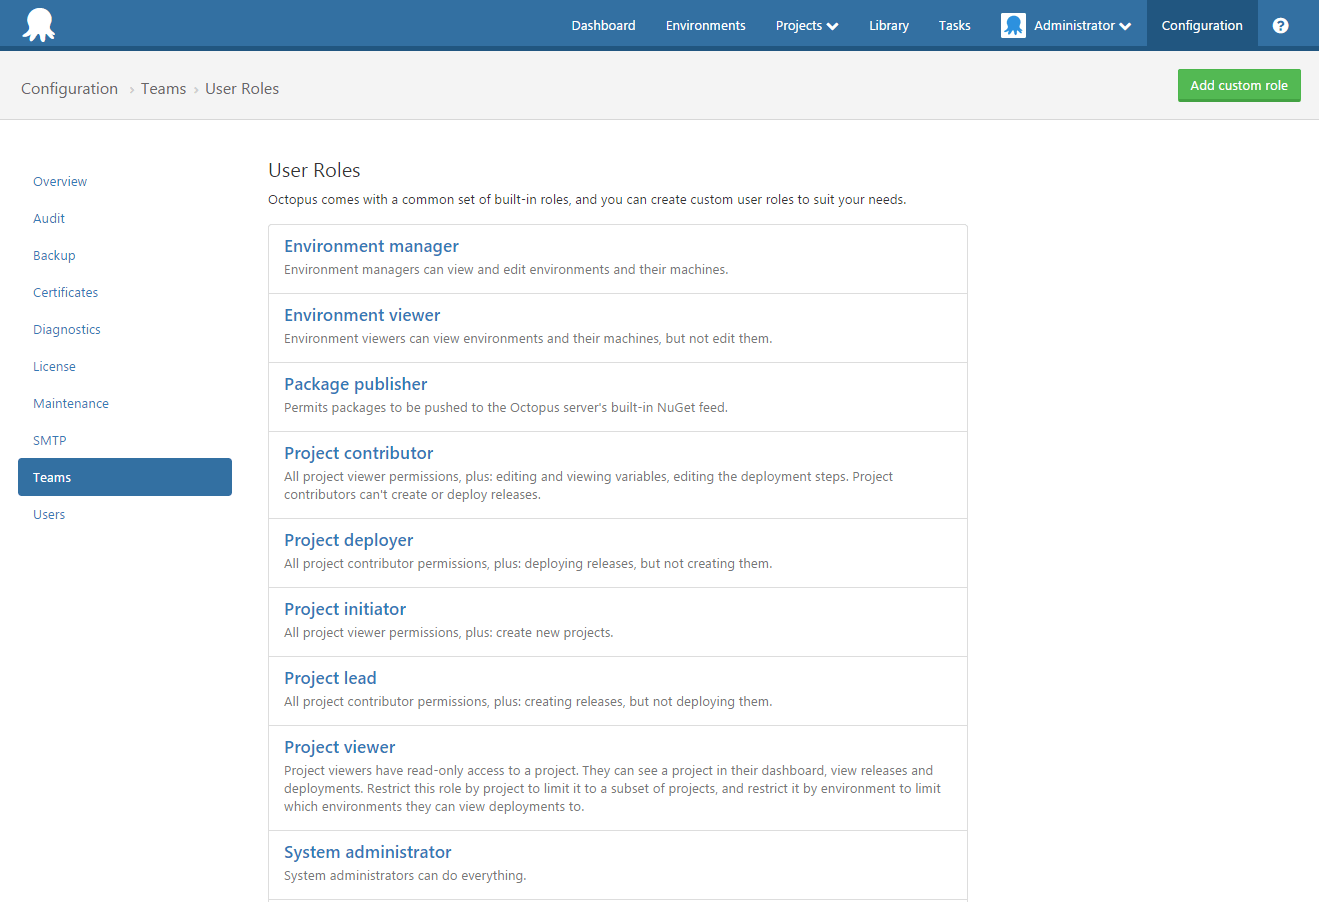 Dashboard Environments Projects Library Tasks Administrator Configuration ?
Configuration › Teams › User Roles
Add custom role
Overview
Audit
Backup
Certificates
Diagnostics
License
Maintenance
SMTP
Teams
Users
User Roles
Octopus comes with a common set of built-in roles, and you can create custom user roles to suit your needs.
Environment manager
Environment managers can view and edit environments and their machines.
Environment viewer
Environment viewers can view environments and their machines, but not edit them.
Package publisher
Permits packages to be pushed to the Octopus server's built-in NuGet feed.
Project contributor
All project viewer permissions, plus: editing and viewing variables, editing the deployment steps. Project
contributors can't create or deploy releases.
Project deployer
All project contributor permissions, plus: deploying releases, but not creating them.
Project initiator
All project viewer permissions, plus: create new projects.
Project lead
All project contributor permissions, plus: creating releases, but not deploying them.
Project viewer
Project viewers have read-only access to a project. They can see a project in their dashboard, view releases and
deployments. Restrict this role by project to limit it to a subset of projects, and restrict it by environment to limit
which environments they can view deployments to.
System administrator
System administrators can do everything.